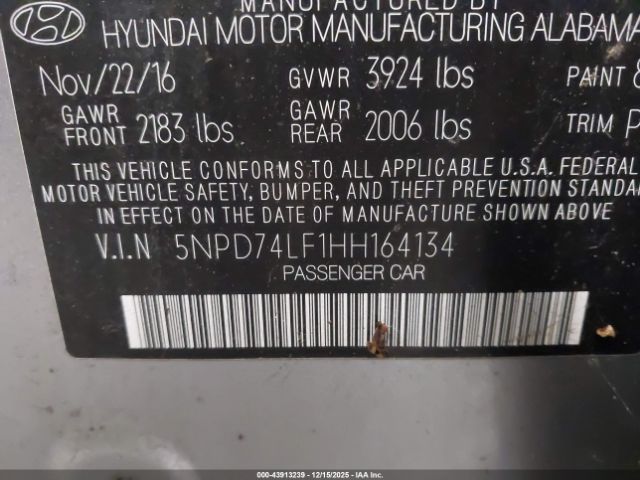 MANUFACTURED BY
HYUNDAI MOTOR MANUFACTURING ALABAMA
Nov/22/16 GVWR 3924 lbs PAINT
GAWR FRONT 2183 lbs GAWR REAR 2006 lbs TRIM
THIS VEHICLE CONFORMS TO ALL APPLICABLE U.S.A. FEDERAL
MOTOR VEHICLE SAFETY, BUMPER, AND THEFT PREVENTION STANDA
IN EFFECT ON THE DATE OF MANUFACTURE SHOWN ABOVE.
V.I.N 5NPD74LF1HH164134
PASSENGER CAR
000-43913239 - 12/15/2025 - COPART.COM